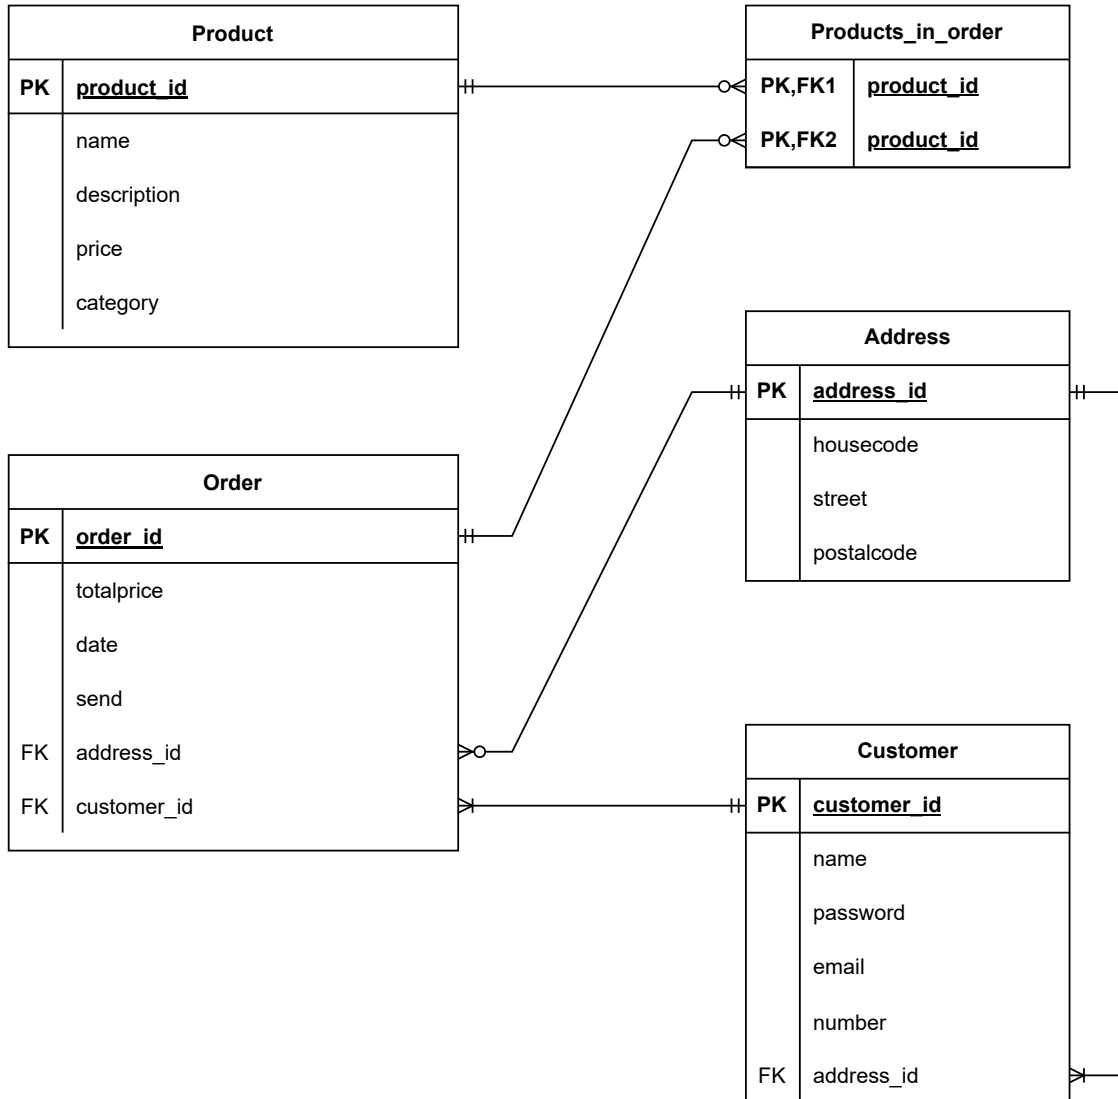 Product
PK product_id
name
description
price
category
Products_in_order
PK,FK1 product_id
PK,FK2 product_id
Address
PK address_id
housecode
street
postalcode
Order
PK order_id
totalprice
date
send
FK address_id
FK customer_id
Customer
PK customer_id
name
password
email
number
FK address_id